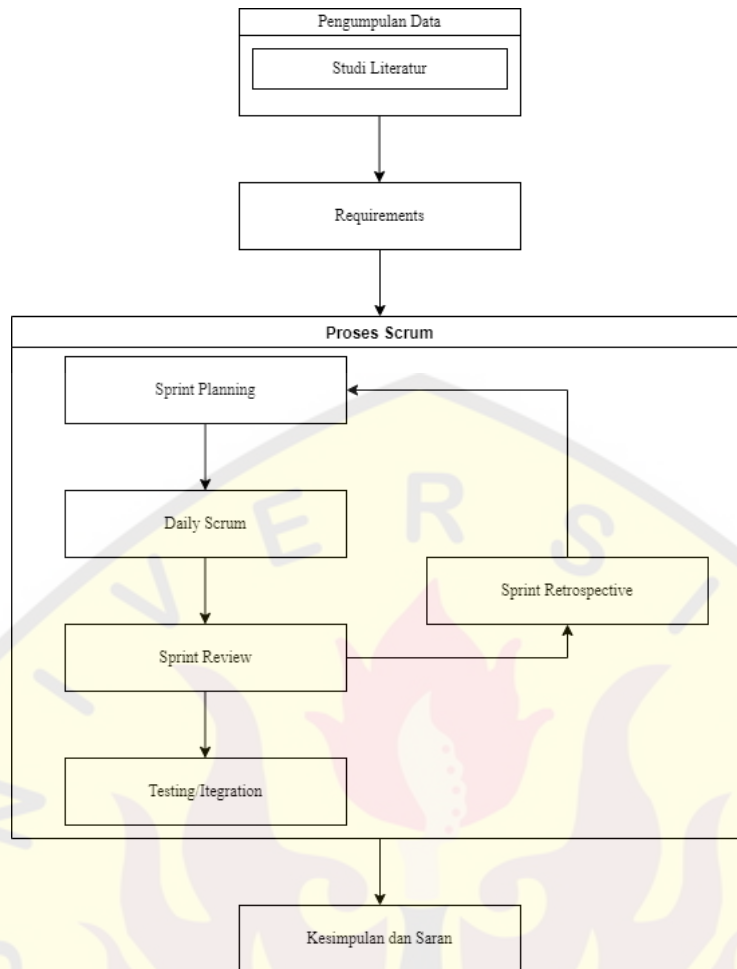 Pengumpulan Data
Studi Literatur
Requirements
Proses Scrum
Sprint Planning
Daily Scrum
Sprint Retrospective
Sprint Review
Testing/Itegration
Kesimpulan dan Saran
N I V E R S I